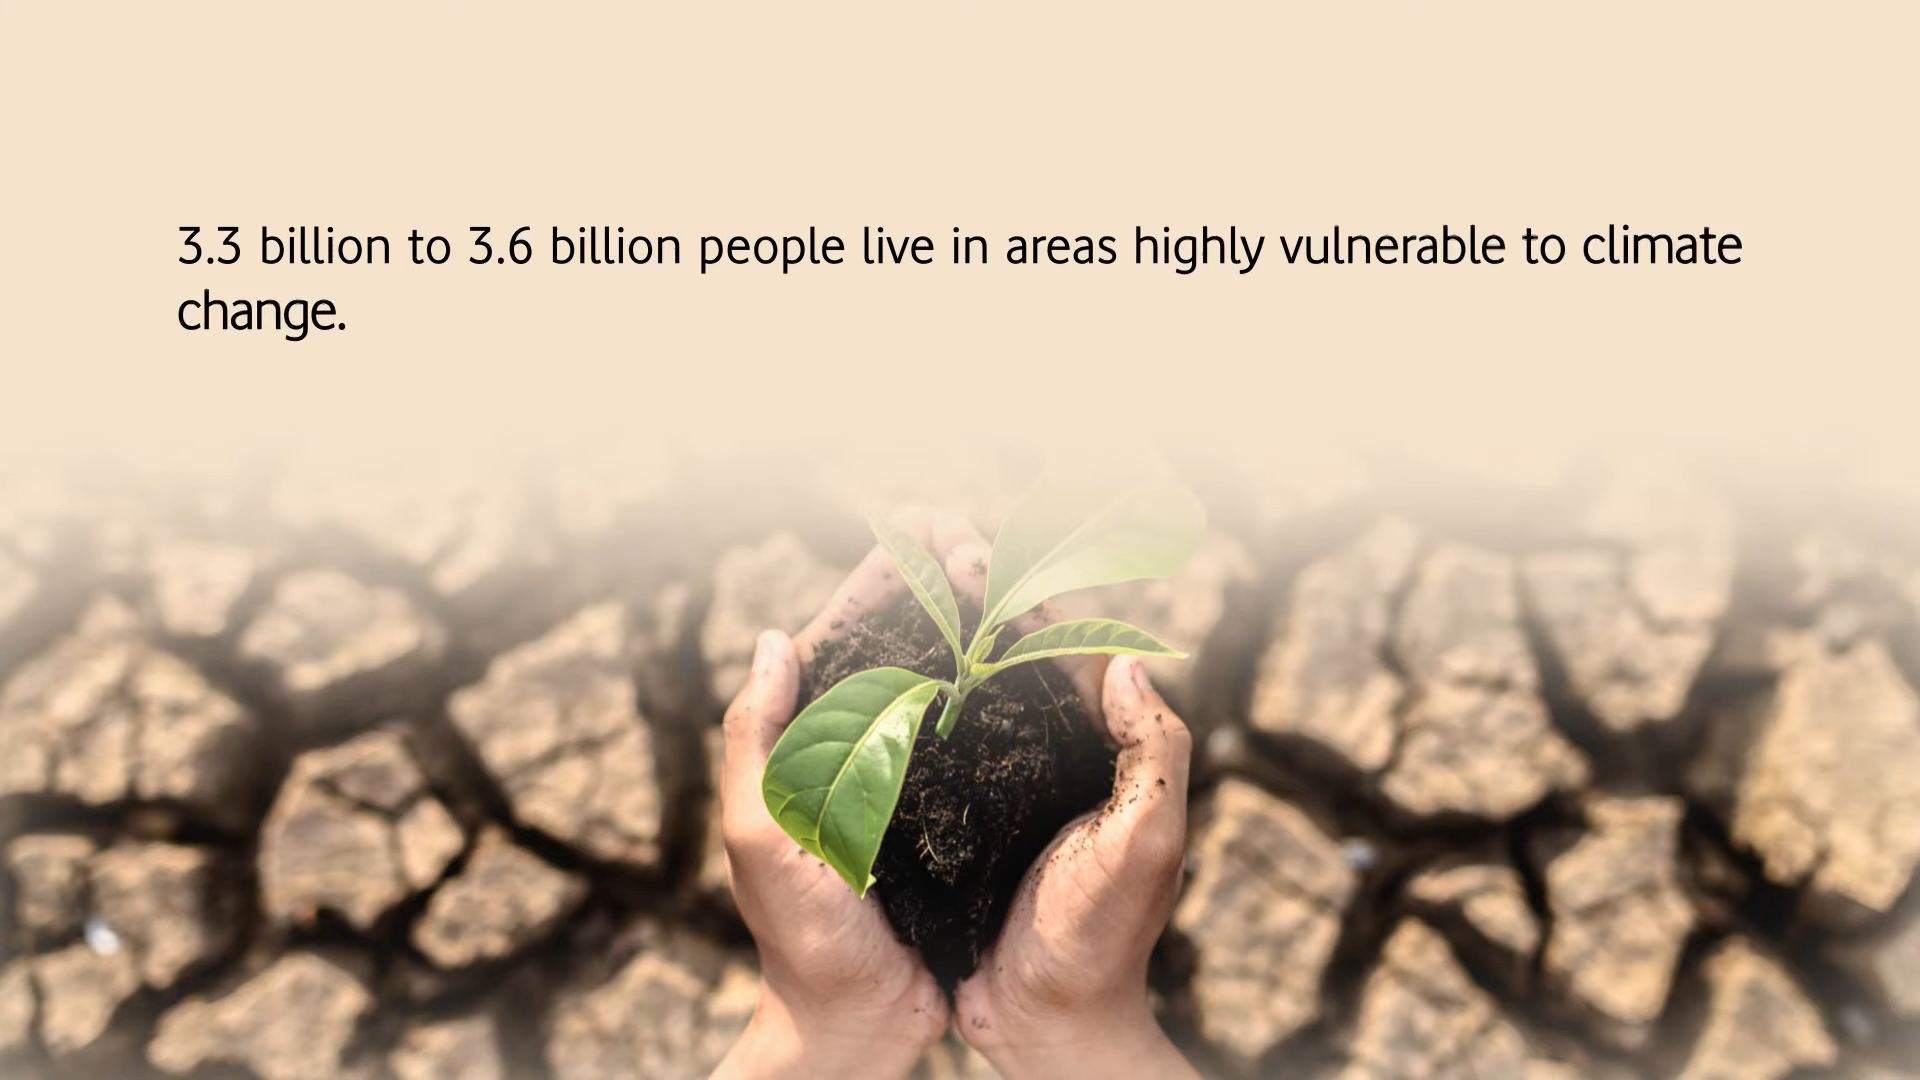 3.3 billion to 3.6 billion people live in areas highly vulnerable to climate
change.